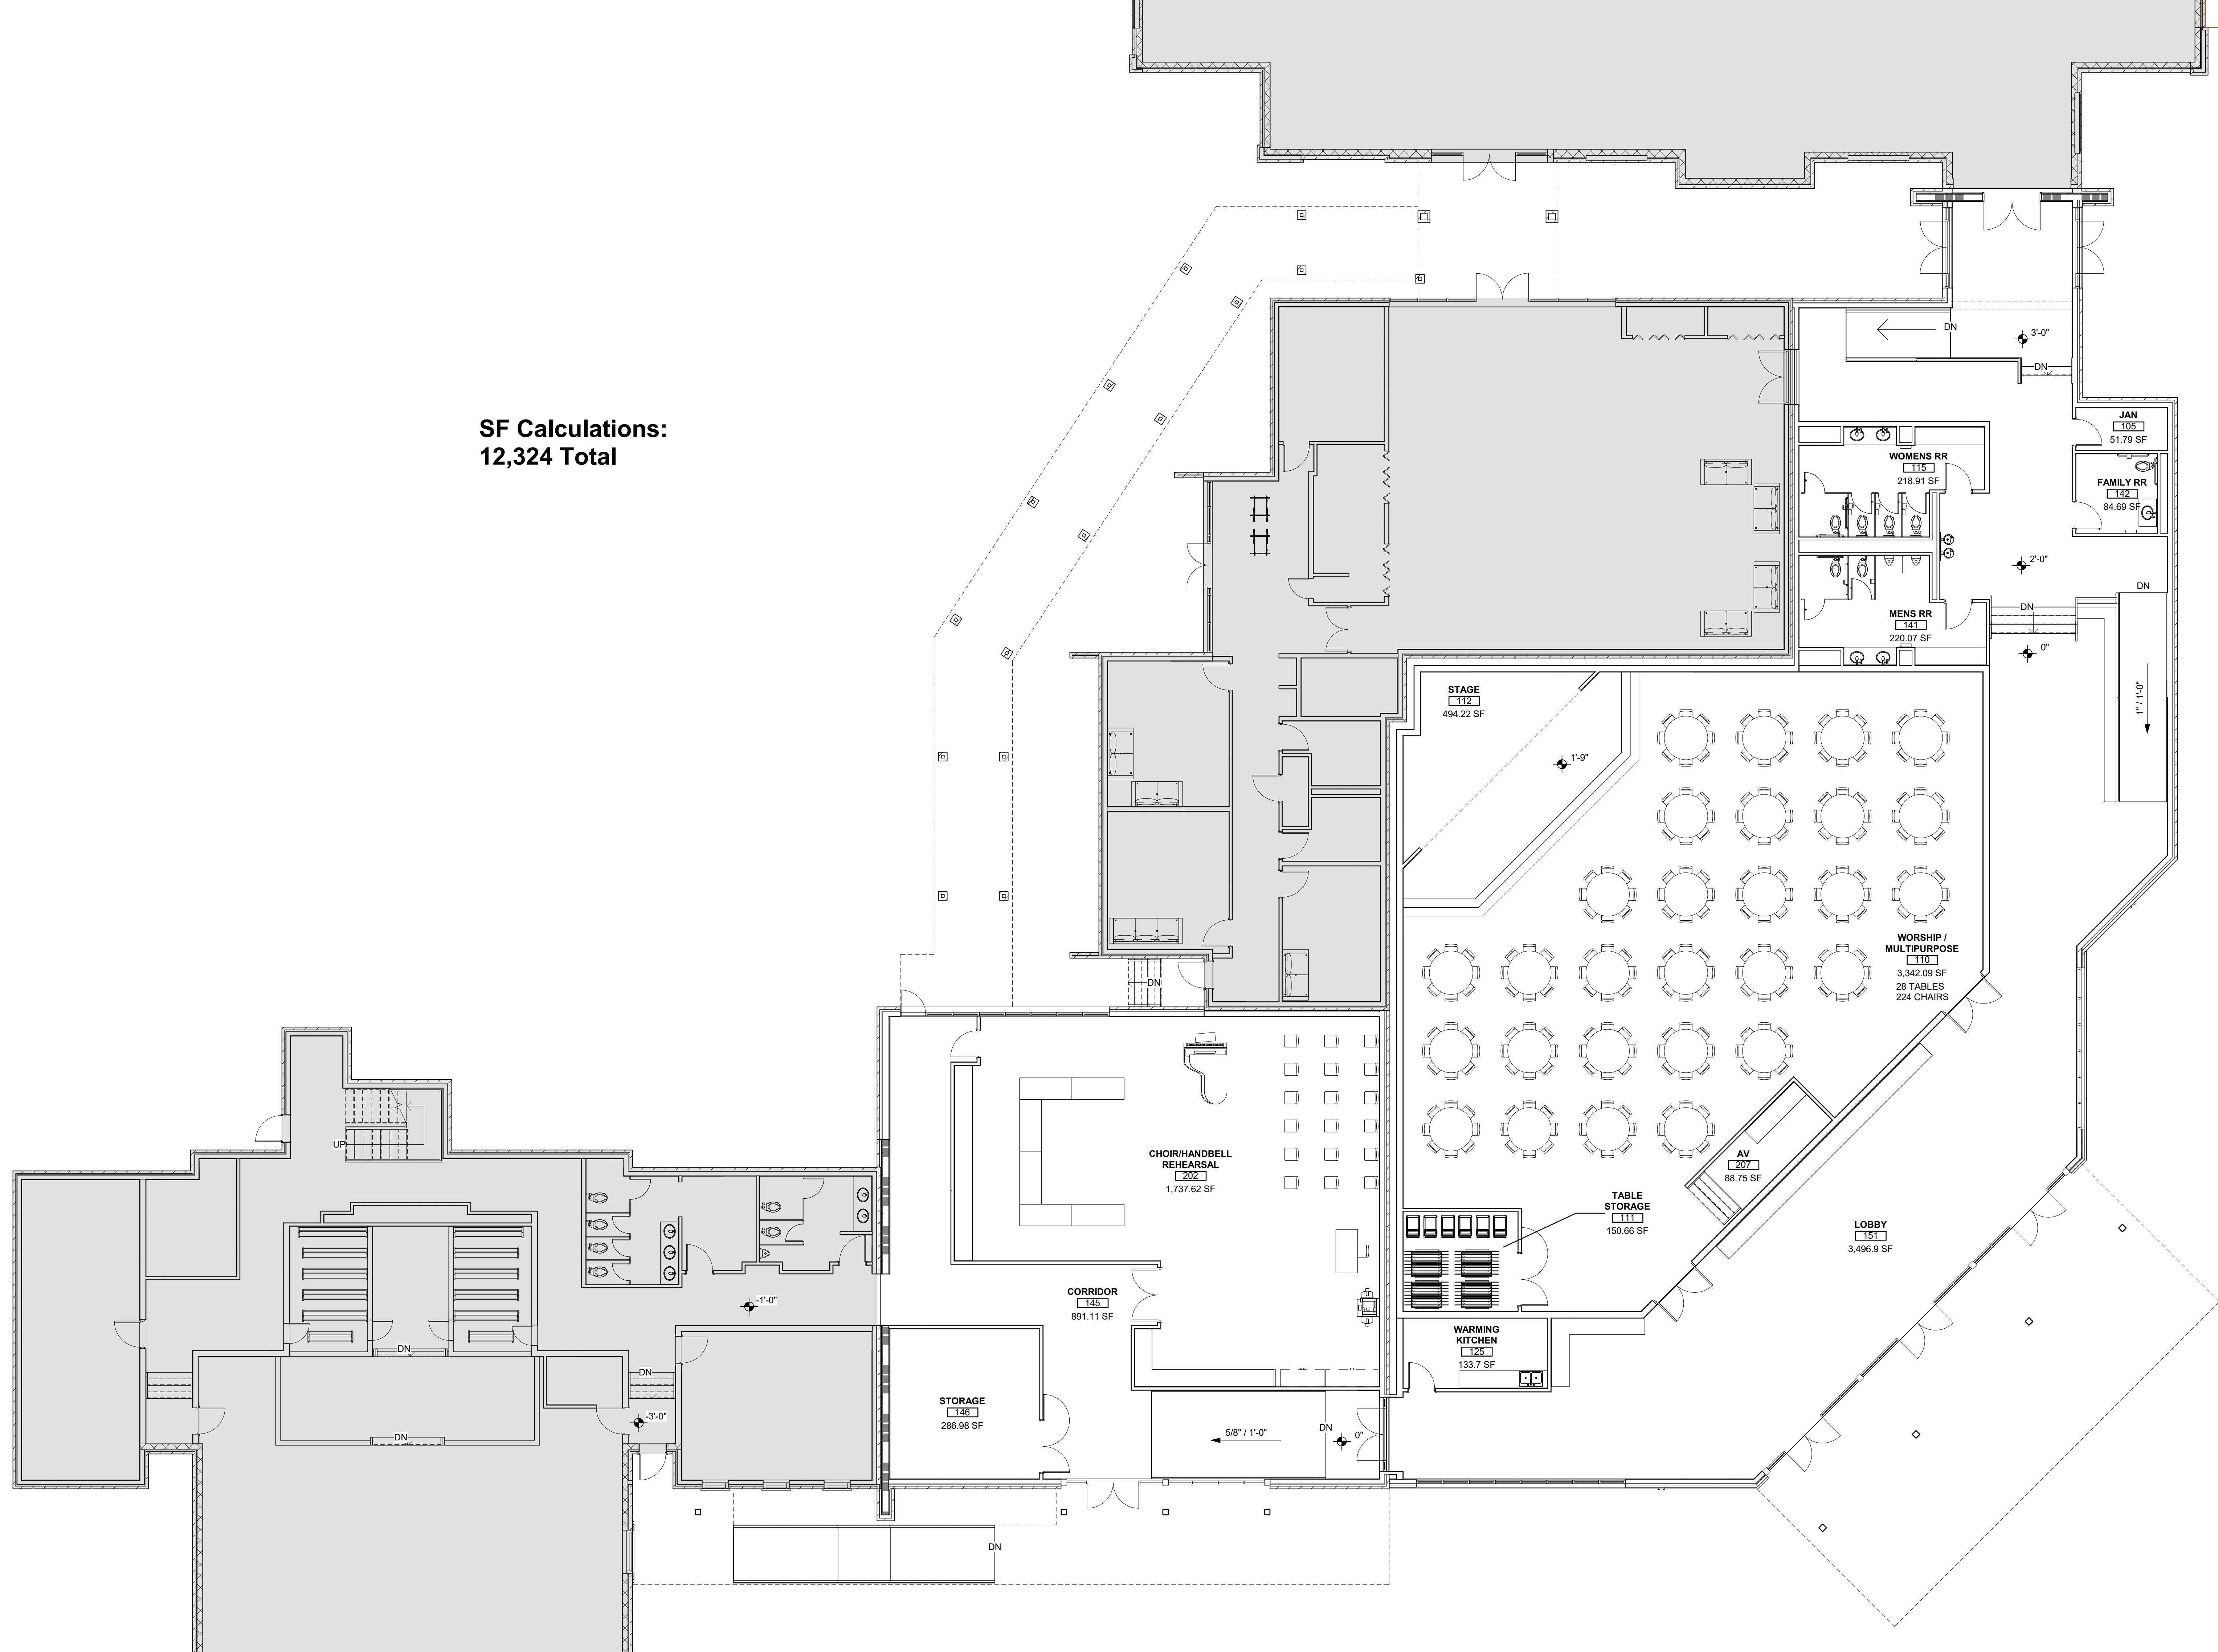 SF Calculations:
12,324 Total
DN
3'-0"
DN
JAN
105
51.79 SF
WOMENS RR
115
218.91 SF
FAMILY RR
142
84.69 SF
2'-0"
DN
DN
MENS RR
141
220.07 SF
0"
1" / 1'-0"
STAGE
112
494.22 SF
1'-9"
WORSHIP /
MULTIPURPOSE
110
3,342.09 SF
28 TABLES
224 CHAIRS
DN
UP
CHOIR/HANDBELL
REHEARSAL
202
1,737.62 SF
AV
207
88.75 SF
TABLE
STORAGE
111
150.66 SF
LOBBY
151
3,496.9 SF
-1'-0"
CORRIDOR
145
891.11 SF
WARMING
KITCHEN
125
133.7 SF
DN
DN
STORAGE
146
286.98 SF
-3'-0"
DN
5/8" / 1'-0"
DN
0"
DN